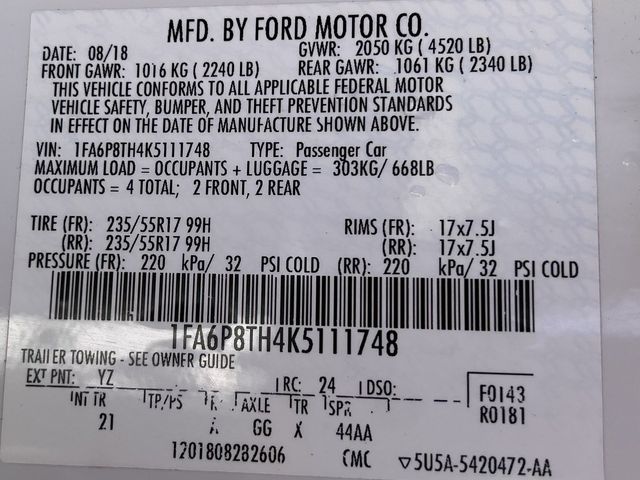 MFD. BY FORD MOTOR CO.
DATE: 08/18 GVWR: 2050 KG ( 4520 LB)
FRONT GAWR: 1016 KG ( 2240 LB) REAR GAWR: 1061 KG ( 2340 LB)
THIS VEHICLE CONFORMS TO ALL APPLICABLE FEDERAL MOTOR
VEHICLE SAFETY, BUMPER, AND THEFT PREVENTION STANDARDS
IN EFFECT ON THE DATE OF MANUFACTURE SHOWN ABOVE.
VIN: 1FA6P8TH4K5111748 TYPE: Passenger Car
MAXIMUM LOAD = OCCUPANTS + LUGGAGE = 303KG/ 668LB
OCCUPANTS = 4 TOTAL; 2 FRONT, 2 REAR
TIRE (FR): 235/55R17 99H RIMS (FR): 17x7.5J
(RR): 235/55R17 99H (RR): 17x7.5J
PRESSURE (FR): 220 kPa/ 32 PSI COLD (RR): 220 kPa/ 32 PSI COLD
1FA6P8TH4K5111748
TRAILER TOWING - SEE OWNER GUIDE
EXT PNT: YZ RC: 24 DSO: F0143
INT TR TP/PS R AXLE TR SPR R0181
21 A GG X 44AA
1201808282606 CMC ▽5U5A-5420472-AA